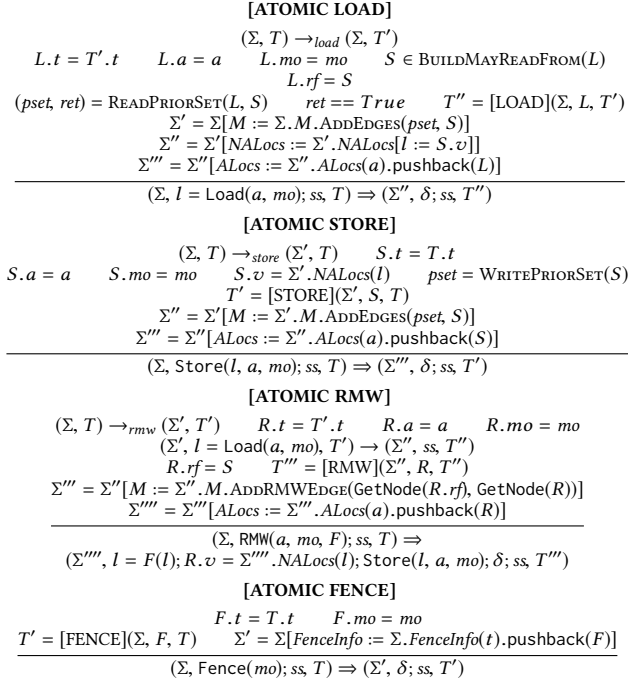 [ATOMIC LOAD]
(Σ, T) →load (Σ, T′)
L.t = T′.t L.a = a L.mo = mo S ∈ BuildMayReadFrom(L)
L.rf = S
(pset, ret) = ReadPriorSet(L, S) ret == True T″ = [LOAD](Σ, L, T′)
Σ′ = Σ[M := Σ.M.AddEdges(pset, S)]
Σ″ = Σ′[NALocs := Σ′.NALocs[l := S.v]]
Σ‴ = Σ″[ALocs := Σ″.ALocs(a).pushback(L)]
(Σ, l = Load(a, mo); ss, T) ⇒ (Σ″, δ; ss, T″)
[ATOMIC STORE]
(Σ, T) →store (Σ′, T) S.t = T.t
S.a = a S.mo = mo S.v = Σ′.NALocs(l) pset = WritePriorSet(S)
T′ = [STORE](Σ′, S, T)
Σ″ = Σ′[M := Σ′.M.AddEdges(pset, S)]
Σ‴ = Σ″[ALocs := Σ″.ALocs(a).pushback(S)]
(Σ, Store(l, a, mo); ss, T) ⇒ (Σ‴, δ; ss, T′)
[ATOMIC RMW]
(Σ, T) →rmw (Σ′, T′) R.t = T′.t R.a = a R.mo = mo
(Σ′, l = Load(a, mo), T′) → (Σ″, ss, T″)
R.rf = S T‴ = [RMW](Σ″, R, T″)
Σ‴ = Σ″[M := Σ″.M.AddRMWEdge(GetNode(R.rf), GetNode(R))]
Σ⁗ = Σ‴[ALocs := Σ‴.ALocs(a).pushback(R)]
(Σ, RMW(a, mo, F); ss, T) ⇒
(Σ⁗, l = F(l); R.v = Σ⁗.NALocs(l); Store(l, a, mo); δ; ss, T‴)
[ATOMIC FENCE]
F.t = T.t F.mo = mo
T′ = [FENCE](Σ, F, T) Σ′ = Σ[FenceInfo := Σ.FenceInfo(t).pushback(F)]
(Σ, Fence(mo); ss, T) ⇒ (Σ′, δ; ss, T′)